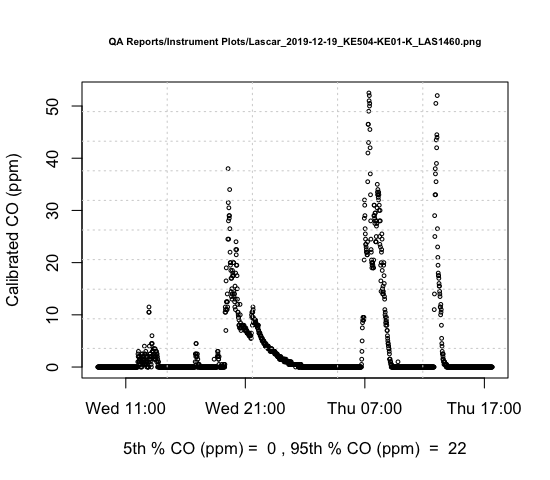 QA Reports/Instrument Plots/Lascar_2019-12-19_KE504-KE01-K_LAS1460.png
Calibrated CO (ppm)
50
40
30
20
10
0
Wed 11:00 Wed 21:00 Thu 07:00 Thu 17:00
5th % CO (ppm) = 0 , 95th % CO (ppm) = 22